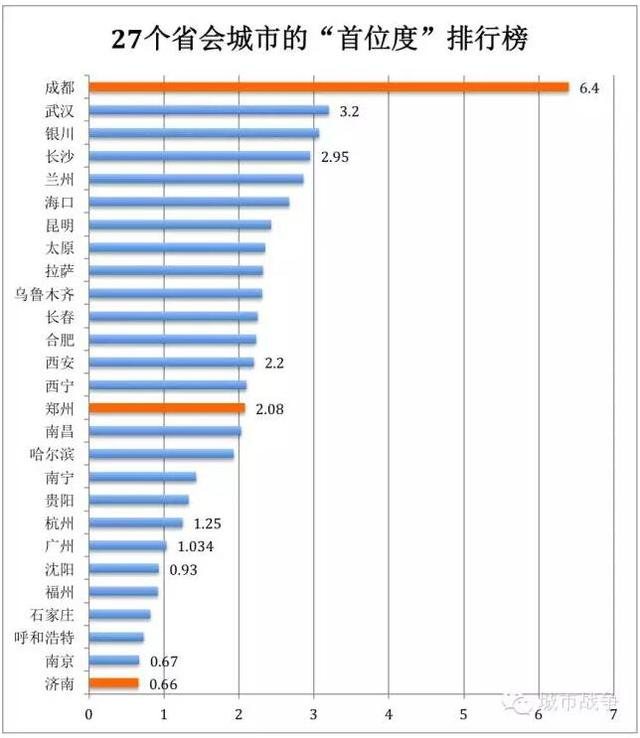 27个省会城市的“首位度”排行榜
成都 6.4
武汉 3.2
银川
长沙 2.95
兰州
海口
昆明
太原
拉萨
乌鲁木齐
长春
合肥
西安 2.2
西宁
郑州 2.08
南昌
哈尔滨
南宁
贵阳
杭州 1.25
广州 1.034
沈阳 0.93
福州
石家庄
呼和浩特
南京 0.67
济南 0.66
城市战争
0 1 2 3 4 5 6 7